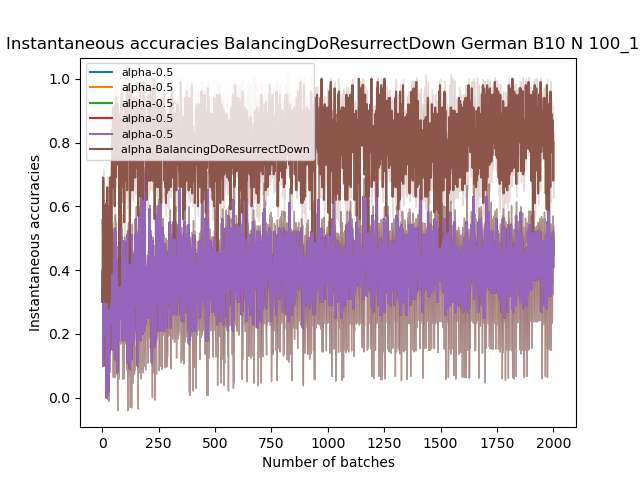 Instantaneous accuracies BalancingDoResurrectDown German B10 N 100_1
alpha-0.5
alpha-0.5
alpha-0.5
alpha-0.5
alpha-0.5
alpha BalancingDoResurrectDown
1.0
0.8
0.6
0.4
0.2
0.0
Instantaneous accuracies
0 250 500 750 1000 1250 1500 1750 2000
Number of batches